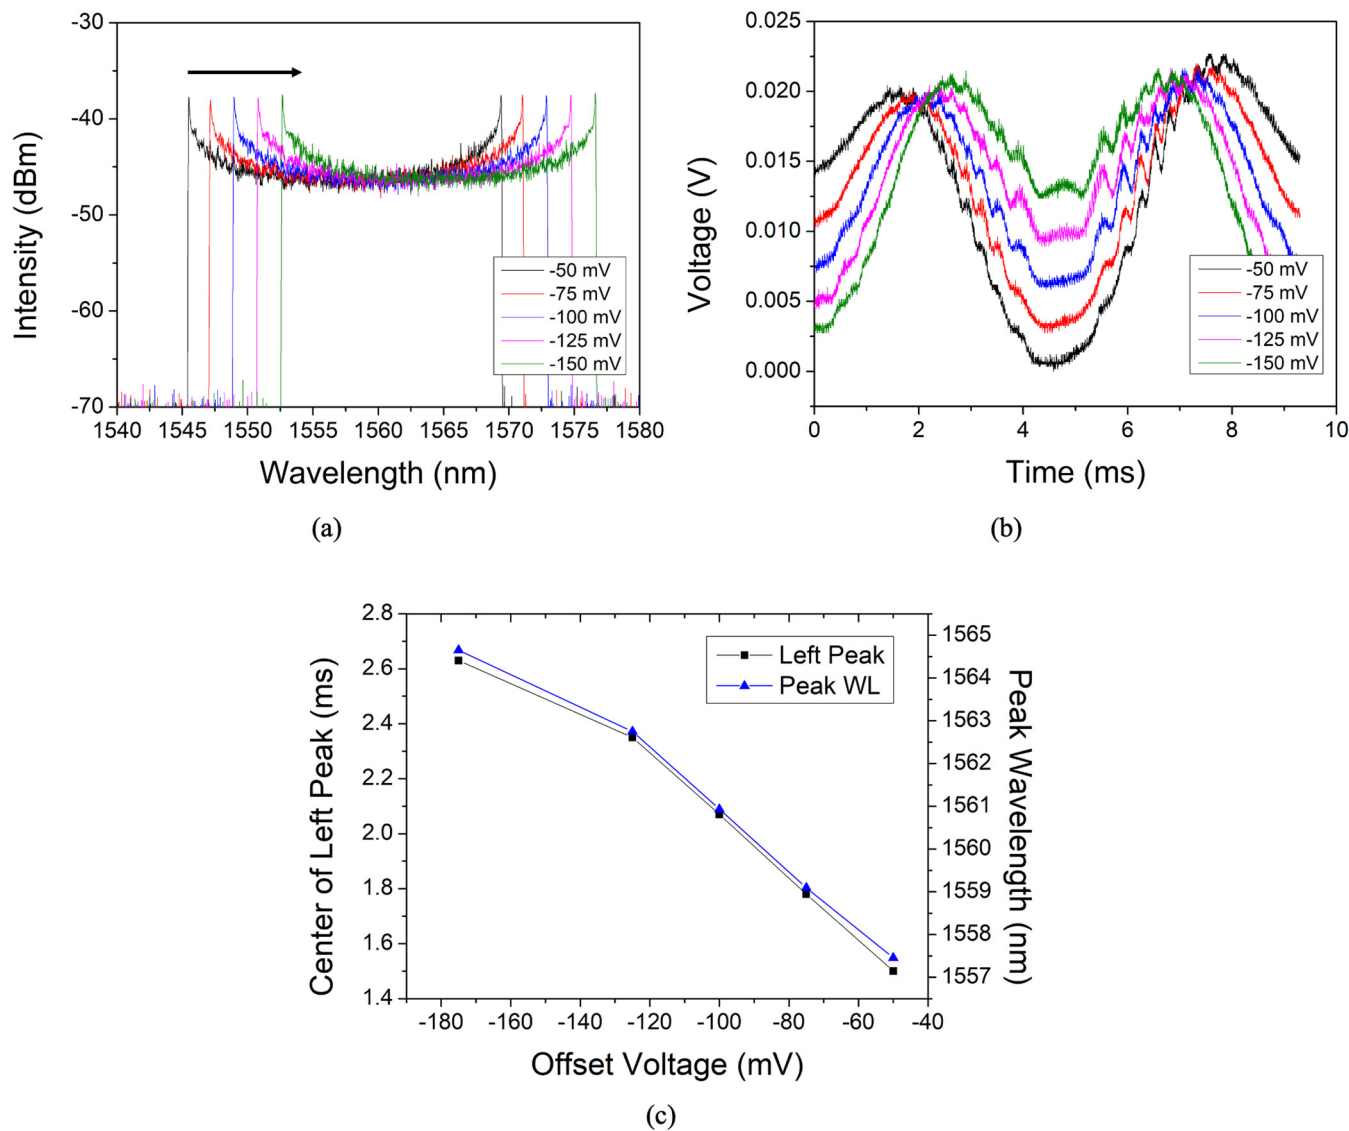 -30
-40
-50
-60
-70
1540 1545 1550 1555 1560 1565 1570 1575 1580
Intensity (dBm)
Wavelength (nm)
-50 mV
-75 mV
-100 mV
-125 mV
-150 mV
(a)
0.025
0.020
0.015
0.010
0.005
0.000
0 2 4 6 8 10
Voltage (V)
Time (ms)
-50 mV
-75 mV
-100 mV
-125 mV
-150 mV
(b)
2.8
2.6
2.4
2.2
2.0
1.8
1.6
1.4
Center of Left Peak (ms)
-180 -160 -140 -120 -100 -80 -60 -40
Offset Voltage (mV)
Left Peak
Peak WL
1565
1564
1563
1562
1561
1560
1559
1558
1557
Peak Wavelength (nm)
(c)